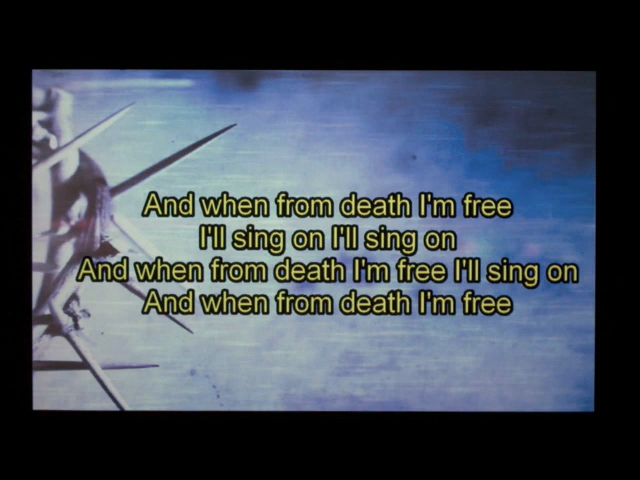 And when from death I'm free
I'll sing on I'll sing on
And when from death I'm free I'll sing on
And when from death I'm free